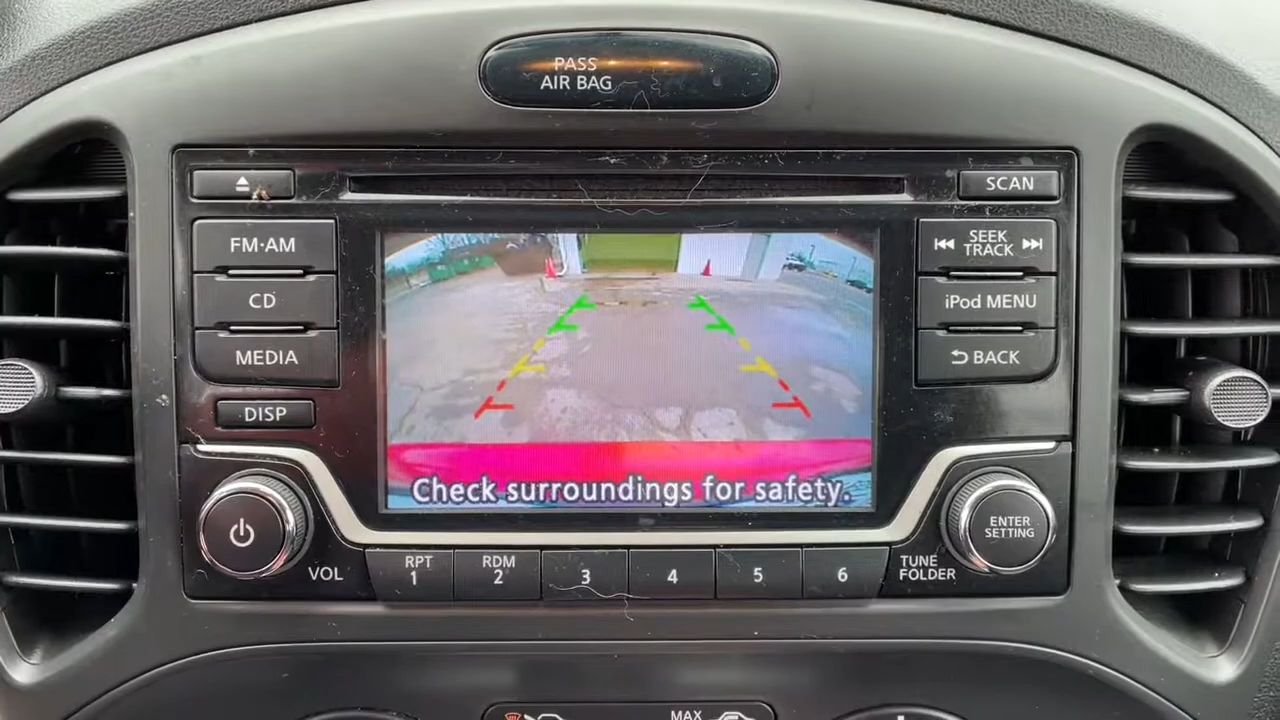 PASS
AIR BAG
SCAN
FM·AM
SEEK
TRACK
CD
iPod MENU
MEDIA
BACK
DISP
Check surroundings for safety.
ENTER
SETTING
VOL
RPT
1
RDM
2
3
4
5
6
TUNE
FOLDER
MAX